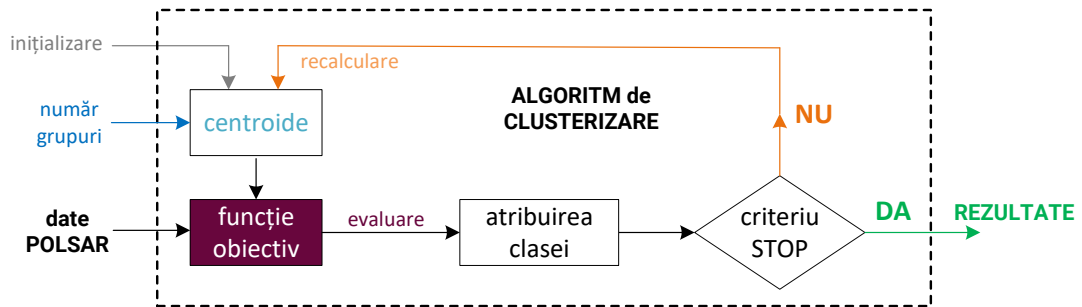 inițializare
recalculare
număr
grupuri
centroide
ALGORITM de
CLUSTERIZARE
NU
date
POLSAR
funcție
obiectiv
evaluare
atribuirea
clasei
criteriu
STOP
DA
REZULTATE